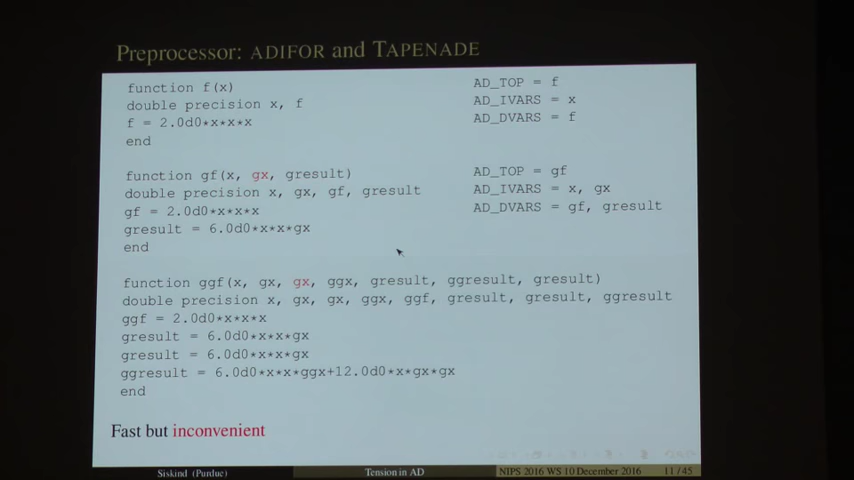 Preprocessor: ADIFOR and TAPENADE
function f(x)
double precision x, f
f = 2.0d0*x*x*x
end
AD_TOP = f
AD_IVARS = x
AD_DVARS = f
function gf(x, gx, gresult)
double precision x, gx, gf, gresult
gf = 2.0d0*x*x*x
gresult = 6.0d0*x*x*gx
end
AD_TOP = gf
AD_IVARS = x, gx
AD_DVARS = gf, gresult
function ggf(x, gx, gx, ggx, gresult, ggresult, gresult)
double precision x, gx, gx, ggx, ggf, gresult, gresult, ggresult
ggf = 2.0d0*x*x*x
gresult = 6.0d0*x*x*gx
gresult = 6.0d0*x*x*gx
ggresult = 6.0d0*x*x*ggx+12.0d0*x*gx*gx
end
Fast but inconvenient
Siskind (Purdue)
Tension in AD
NIPS 2016 WS 10 December 2016
11 / 45